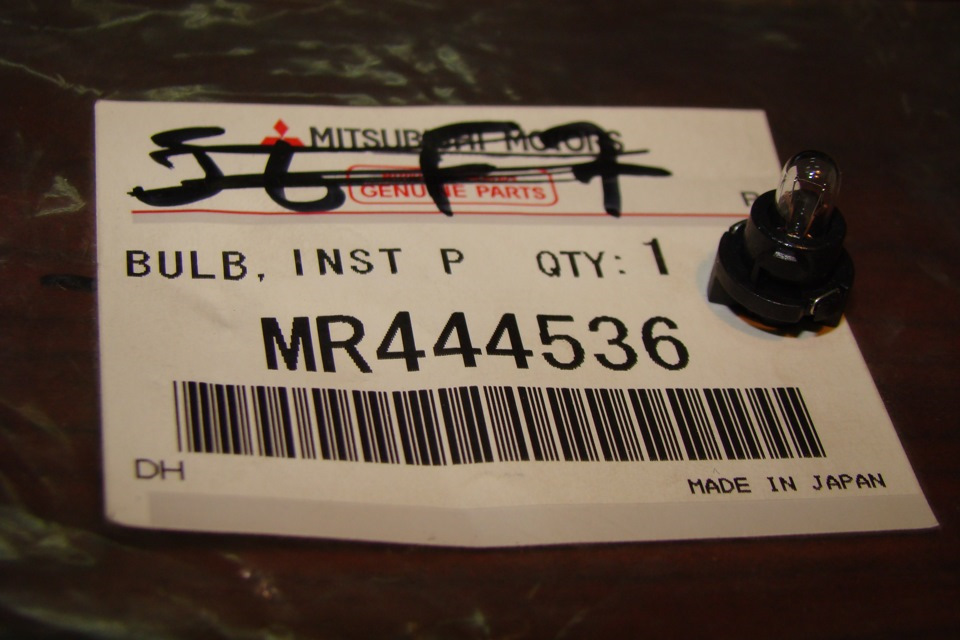 MITSUBISHI MOTORS
GENUINE PARTS
BULB, INST P QTY: 1
MR444536
DH
MADE IN JAPAN